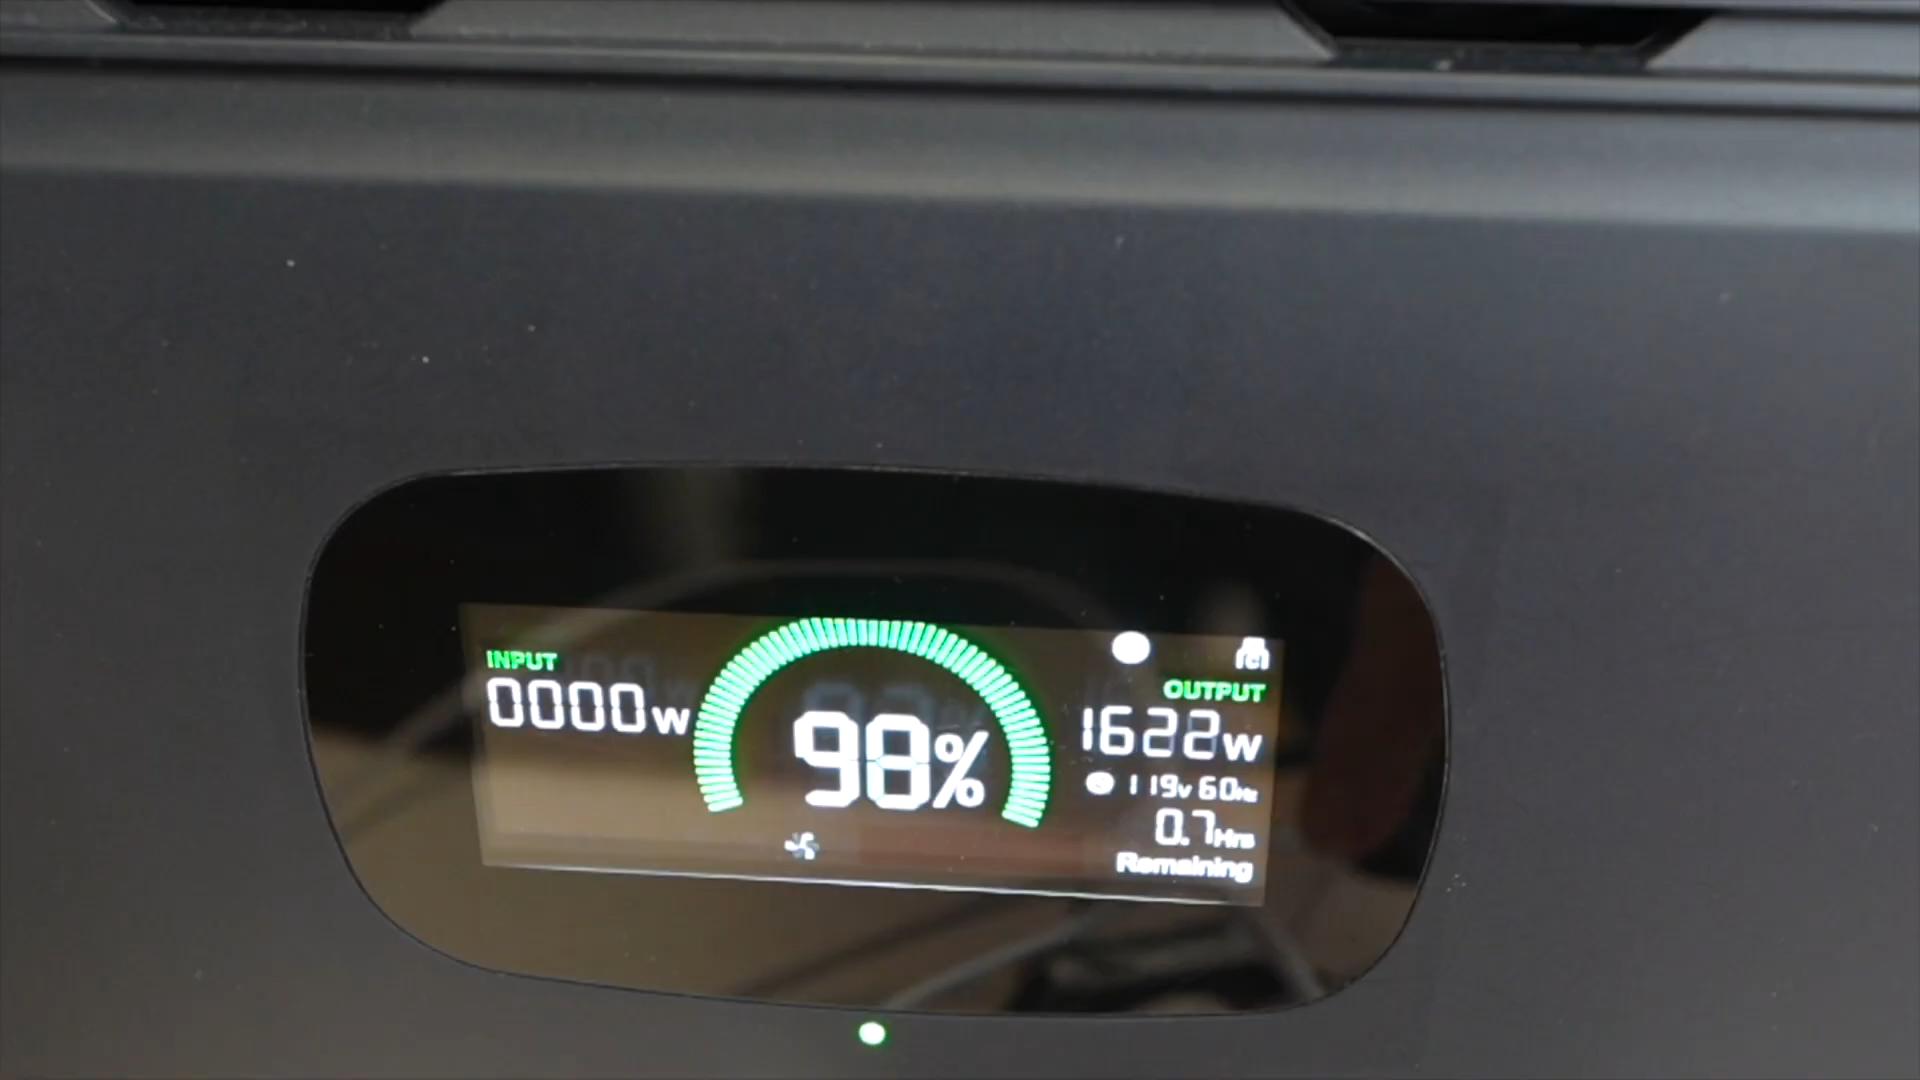 INPUT
0000W
98%
OUTPUT
1622W
119V 60Hz
0.7Hrs
Remaining